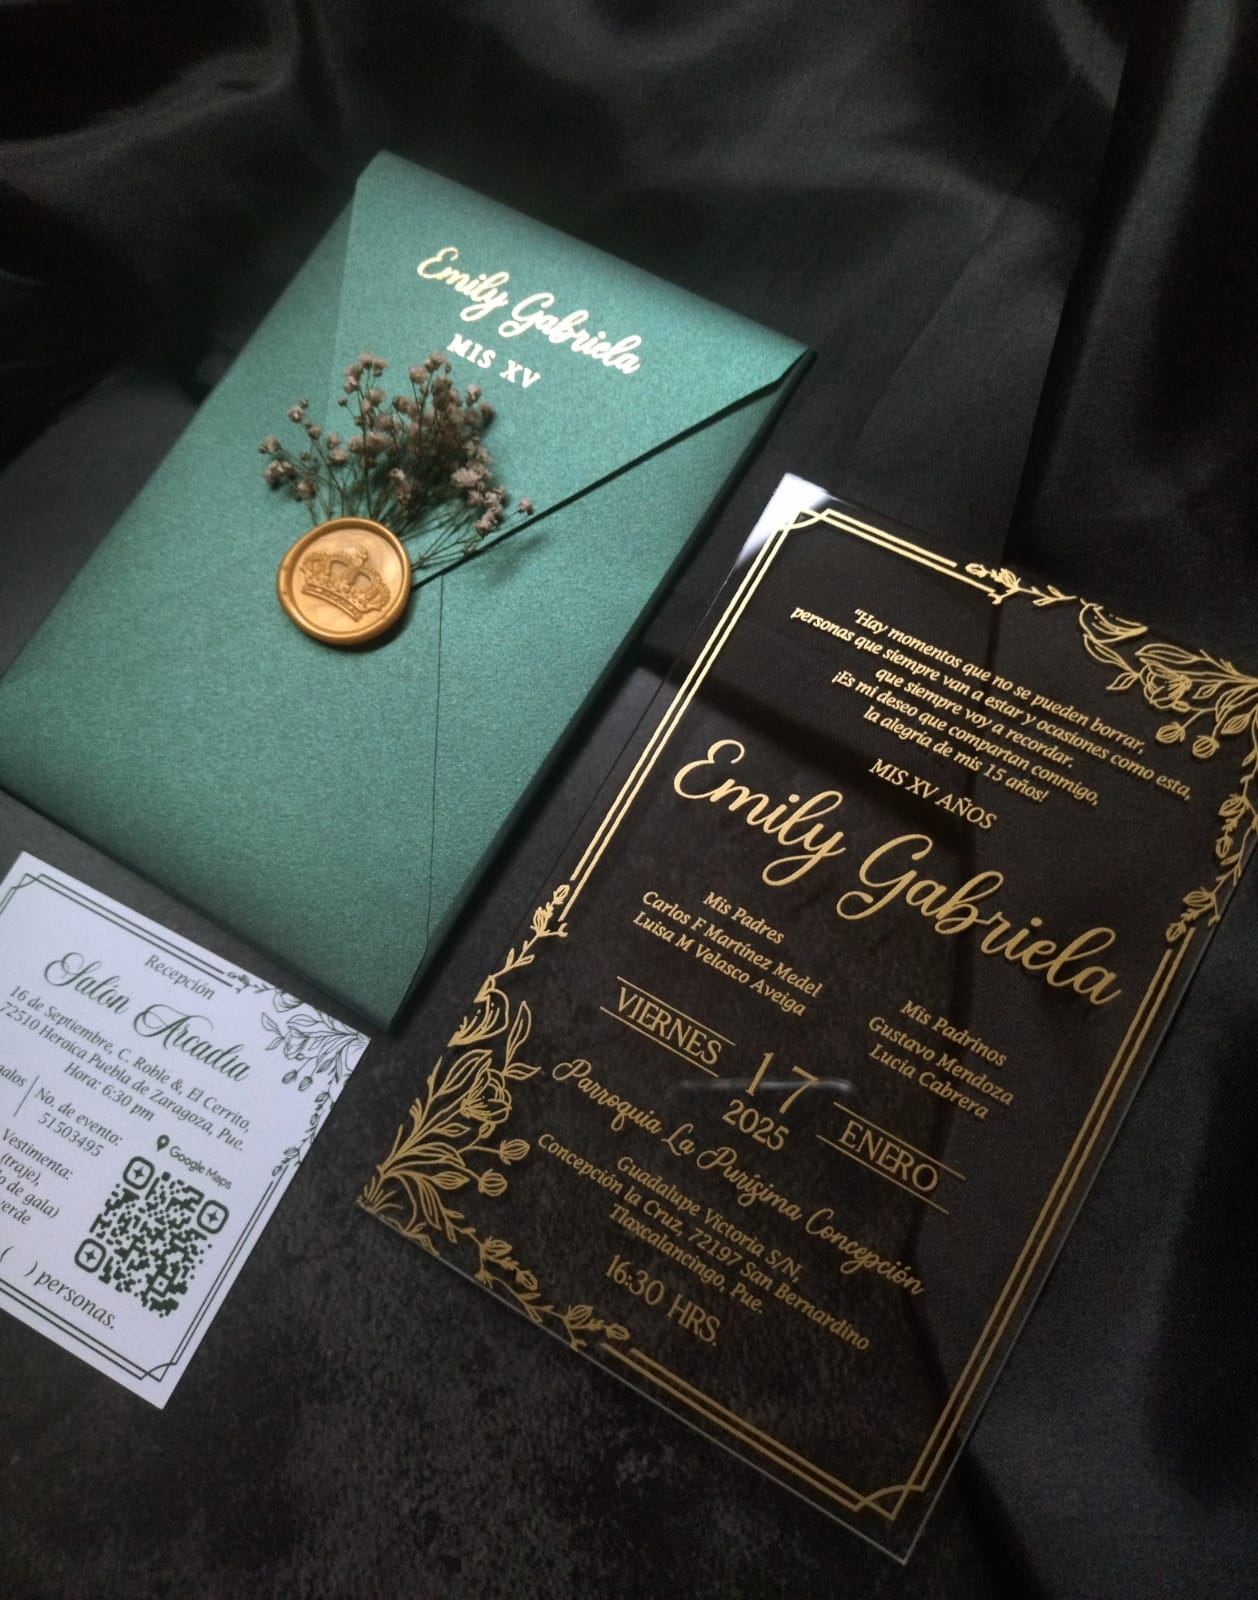 Emily Gabriela
MIS XV
"Hay momentos que no se pueden borrar,
personas que siempre van a estar y ocasiones como esta,
que siempre voy a recordar.
¡Es mi deseo que compartan conmigo,
la alegría de mis 15 años!
MIS XV AÑOS
Emily Gabriela
Mis Padres
Carlos F Martínez Medel
Luisa M Velasco Aveiga
Mis Padrinos
Gustavo Mendoza
Lucia Cabrera
VIERNES 17 ENERO
2025
Parroquia La Purísima Concepción
Guadalupe Victoria S/N,
Concepción la Cruz, 72197 San Bernardino
Tlaxcalancingo, Pue.
16:30 HRS.
Recepción
Salón Arcadia
16 de Septiembre, C. Roble &, El Cerrito,
72510 Heroica Puebla de Zaragoza, Pue.
Hora: 6:30 pm
No. de evento:
51503495
Google Maps
Vestimenta:
(traje),
de gala)
( ) personas.